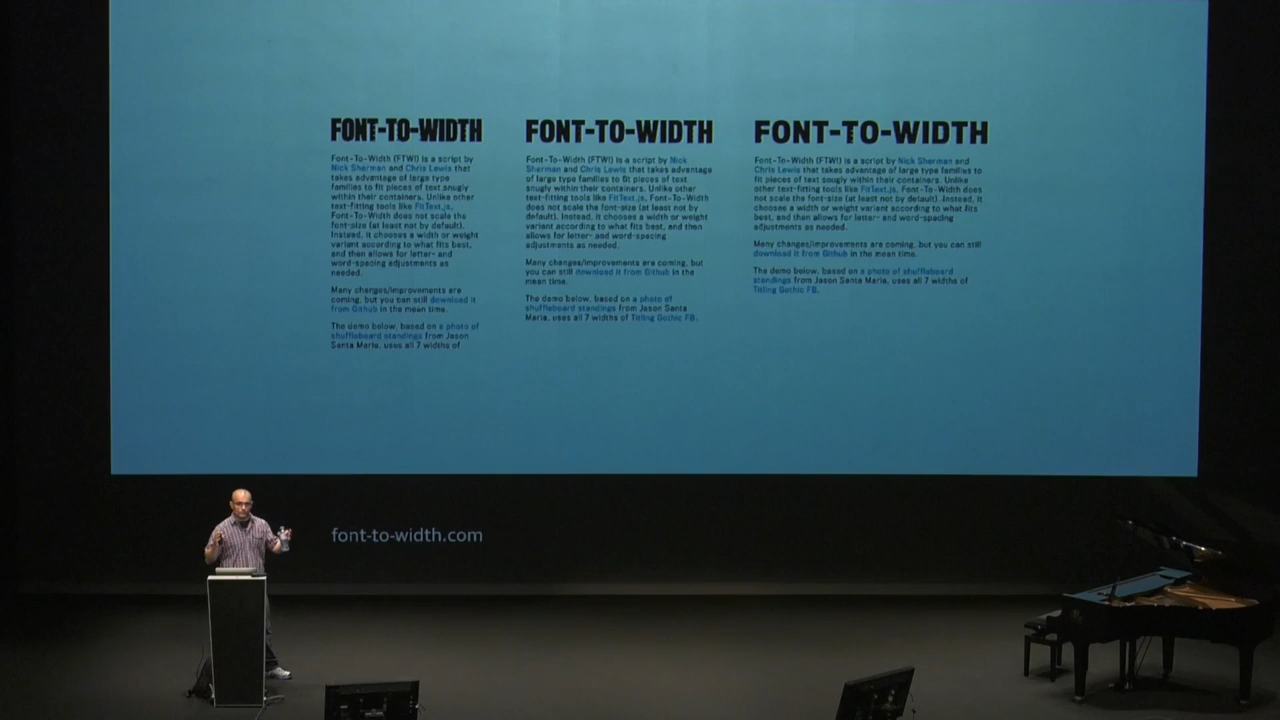 FONT-TO-WIDTH
Font-To-Width (FTW!) is a script by
Nick Sherman and Chris Lewis that
takes advantage of large type
families to fit pieces of text snugly
within their containers. Unlike other
text-fitting tools like FitText.js,
Font-To-Width does not scale the
font-size (at least not by default).
Instead, it chooses a width or weight
variant according to what fits best,
and then allows for letter- and
word-spacing adjustments as
needed.
Many changes/improvements are
coming, but you can still download it
from Github in the mean time.
The demo below, based on a photo of
shuffleboard standings from Jason
Santa Maria, uses all 7 widths of
FONT-TO-WIDTH
Font-To-Width (FTW!) is a script by Nick
Sherman and Chris Lewis that takes advantage
of large type families to fit pieces of text
snugly within their containers. Unlike other
text-fitting tools like FitText.js, Font-To-Width
does not scale the font-size (at least not by
default). Instead, it chooses a width or weight
variant according to what fits best, and then
allows for letter- and word-spacing
adjustments as needed.
Many changes/improvements are coming, but
you can still download it from Github in the
mean time.
The demo below, based on a photo of
shuffleboard standings from Jason Santa
Maria, uses all 7 widths of Titling Gothic FB.
FONT-TO-WIDTH
Font-To-Width (FTW!) is a script by Nick Sherman and
Chris Lewis that takes advantage of large type families to
fit pieces of text snugly within their containers. Unlike
other text-fitting tools like FitText.js, Font-To-Width does
not scale the font-size (at least not by default). Instead, it
chooses a width or weight variant according to what fits
best, and then allows for letter- and word-spacing
adjustments as needed.
Many changes/improvements are coming, but you can still
download it from Github in the mean time.
The demo below, based on a photo of shuffleboard
standings from Jason Santa Maria, uses all 7 widths of
Titling Gothic FB.
font-to-width.com